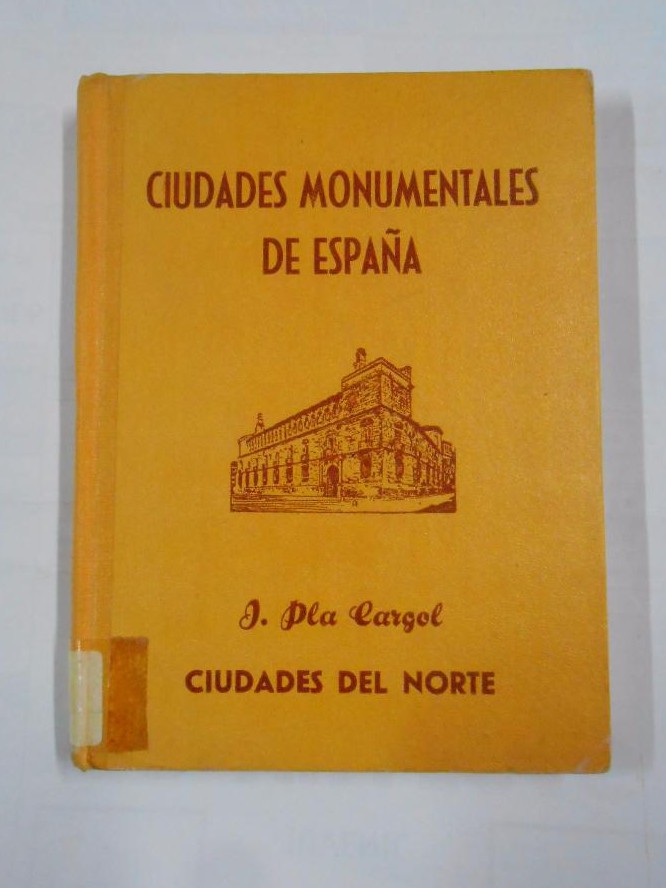 CIUDADES MONUMENTALES
DE ESPAÑA
J. Pla Cargol
CIUDADES DEL NORTE